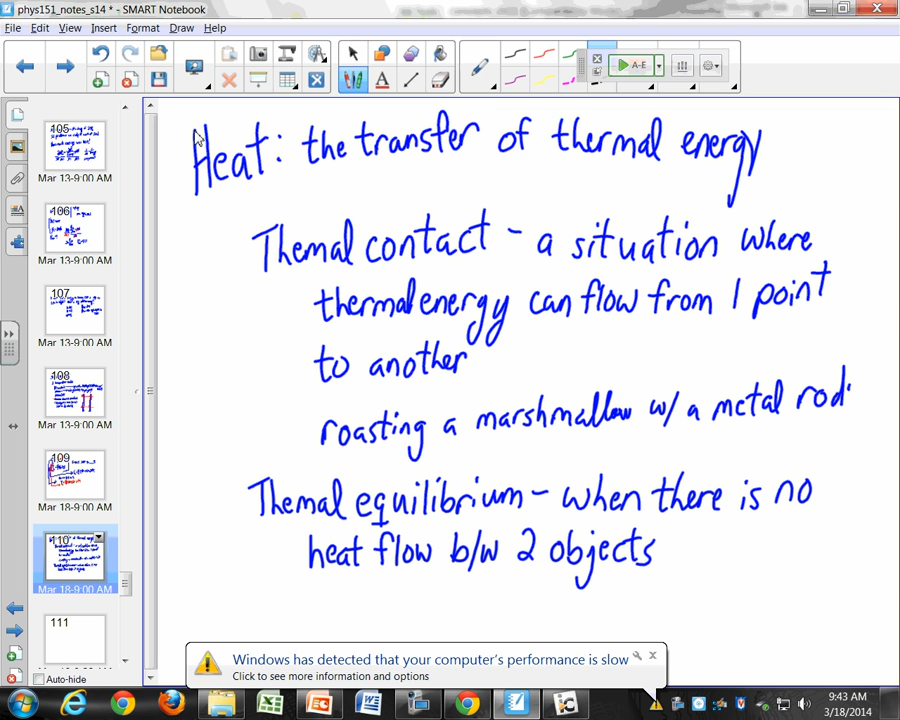 phys151_notes_s14 * - SMART Notebook
File Edit View Insert Format Draw Help
A-E
105
Mar 13-9:00 AM
106
Mar 13-9:00 AM
107
Mar 13-9:00 AM
108
Mar 13-9:00 AM
109
Mar 18-9:00 AM
110
Mar 18-9:00 AM
111
Auto-hide
Heat: the transfer of thermal energy
Themal contact - a situation where
thermal energy can flow from 1 point
to another
roasting a marshmallow w/ a metal rod.
Themal equilibrium - when there is no
heat flow b/w 2 objects
Windows has detected that your computer's performance is slow
Click to see more information and options
9:43 AM
3/18/2014